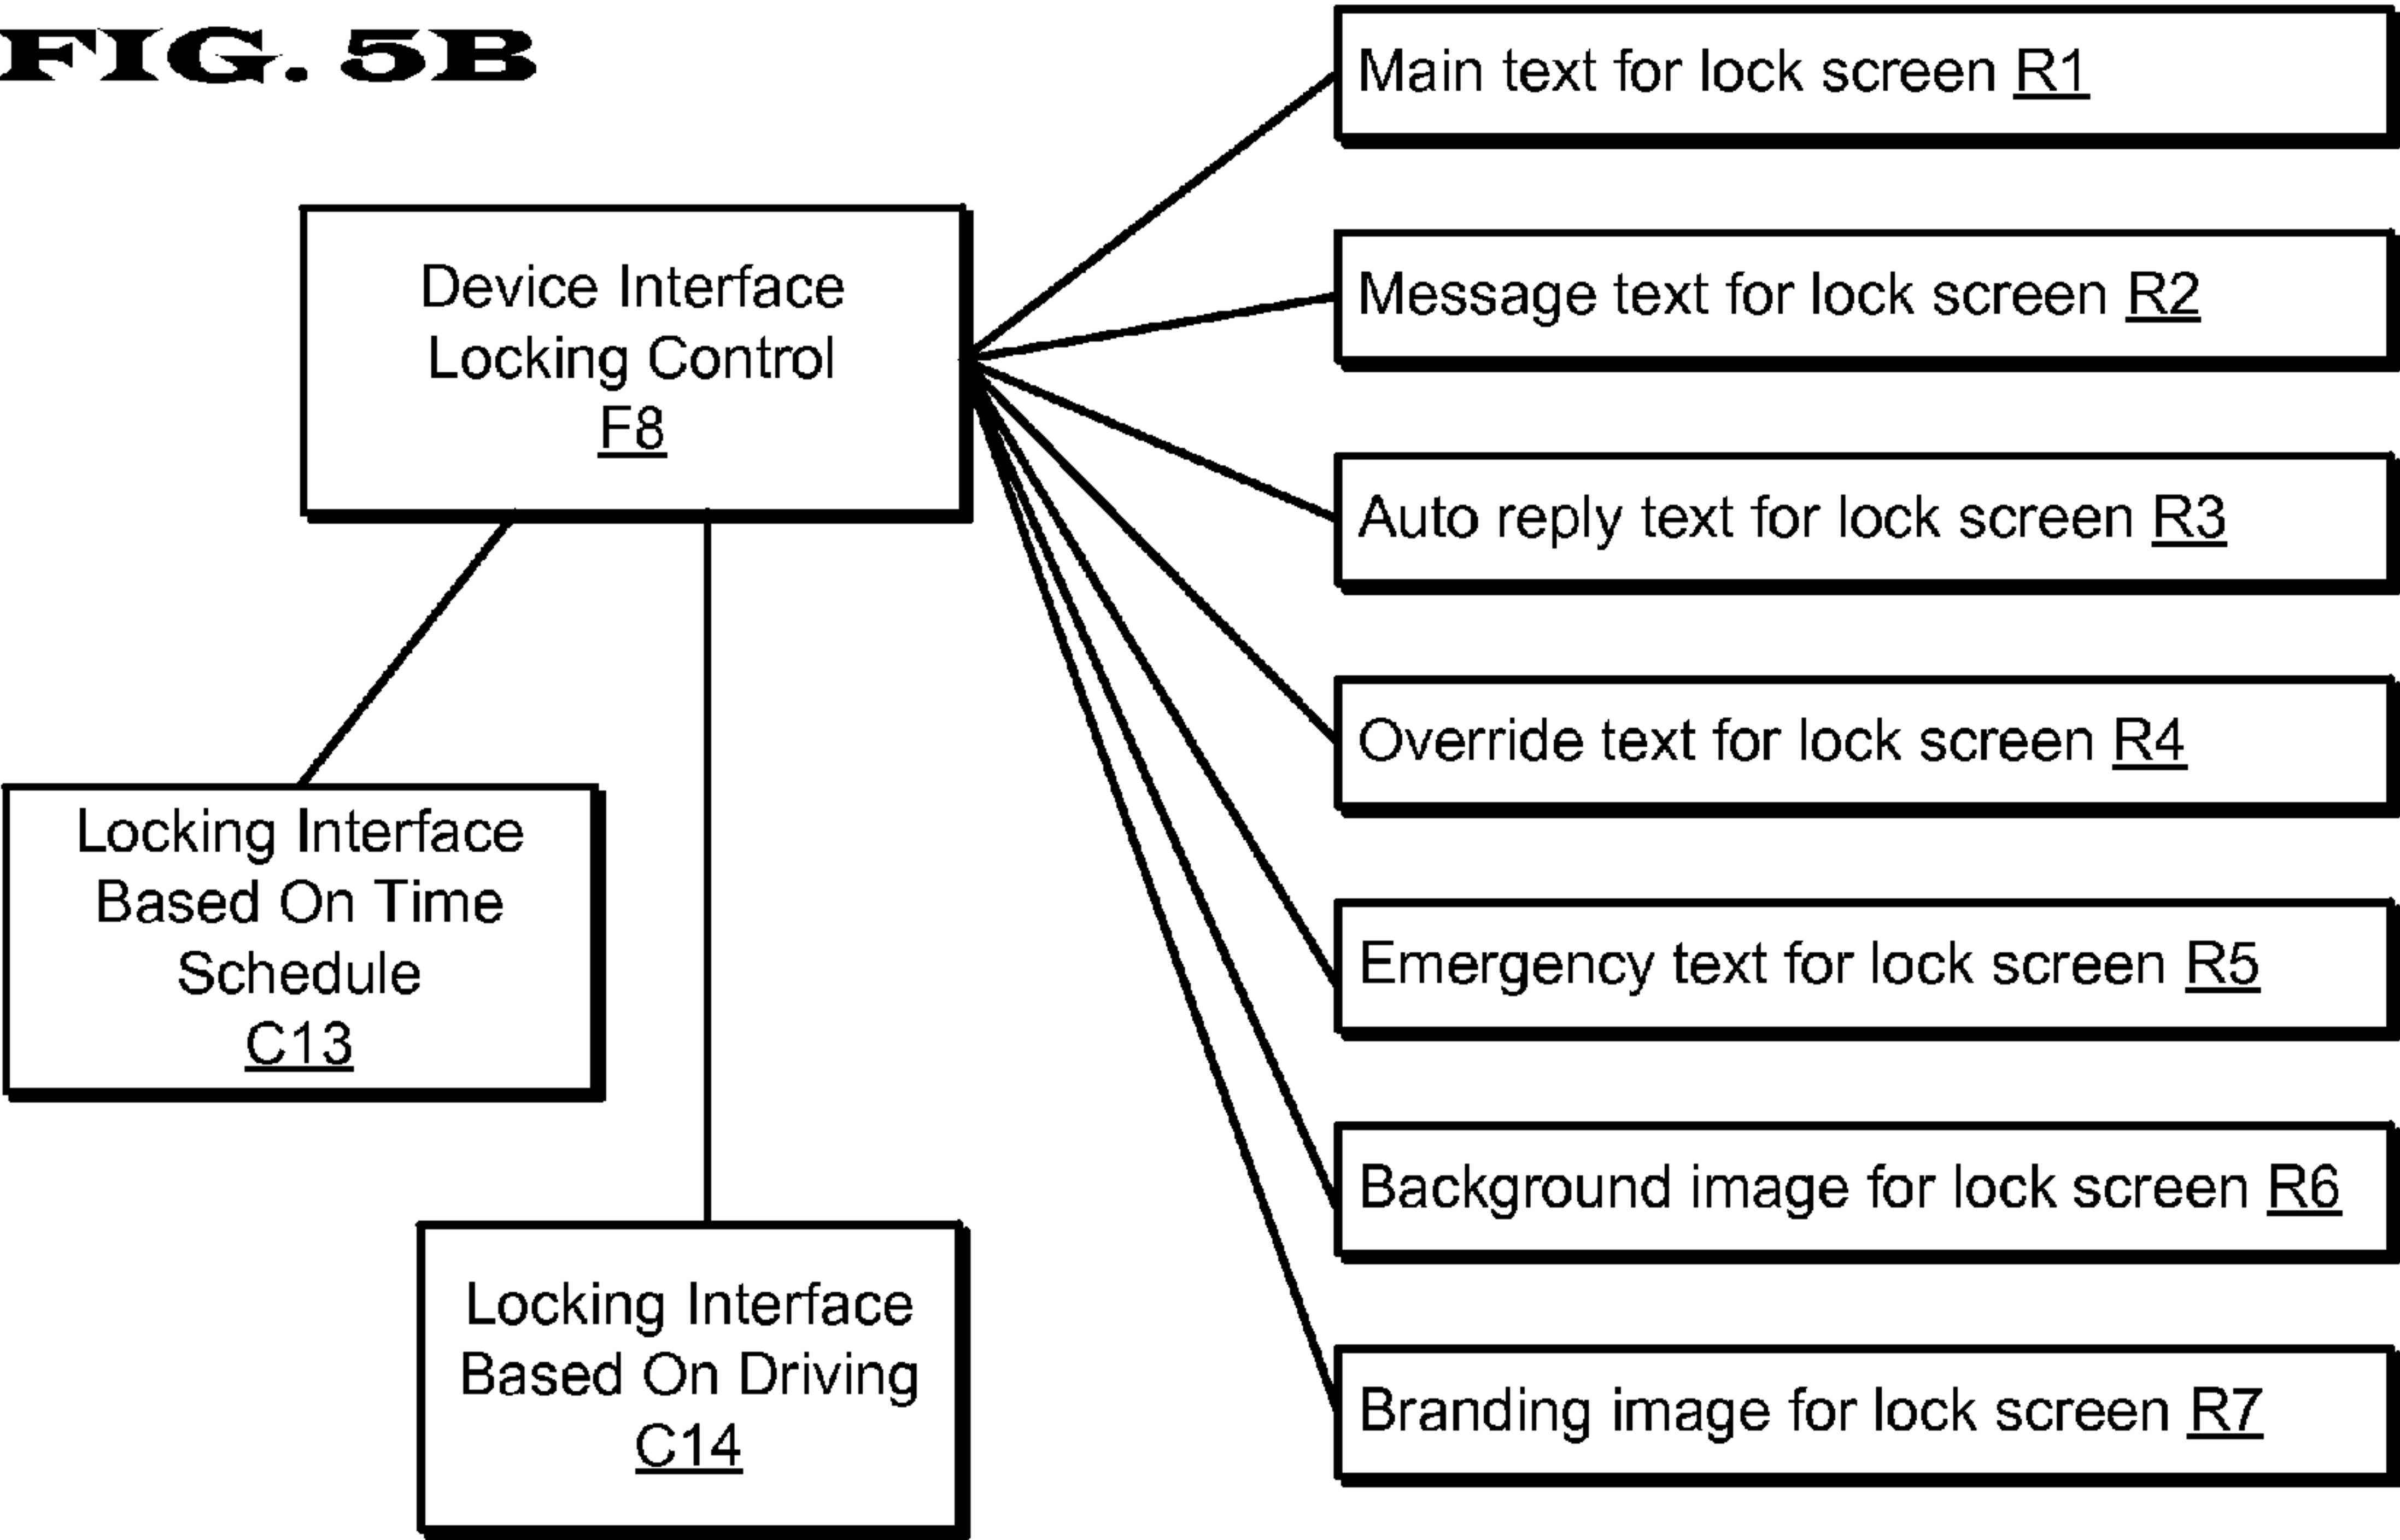 FIG. 5B
Main text for lock screen R1
Message text for lock screen R2
Auto reply text for lock screen R3
Override text for lock screen R4
Emergency text for lock screen R5
Background image for lock screen R6
Branding image for lock screen R7
Device Interface
Locking Control
F8
Locking Interface
Based On Time
Schedule
C13
Locking Interface
Based On Driving
C14